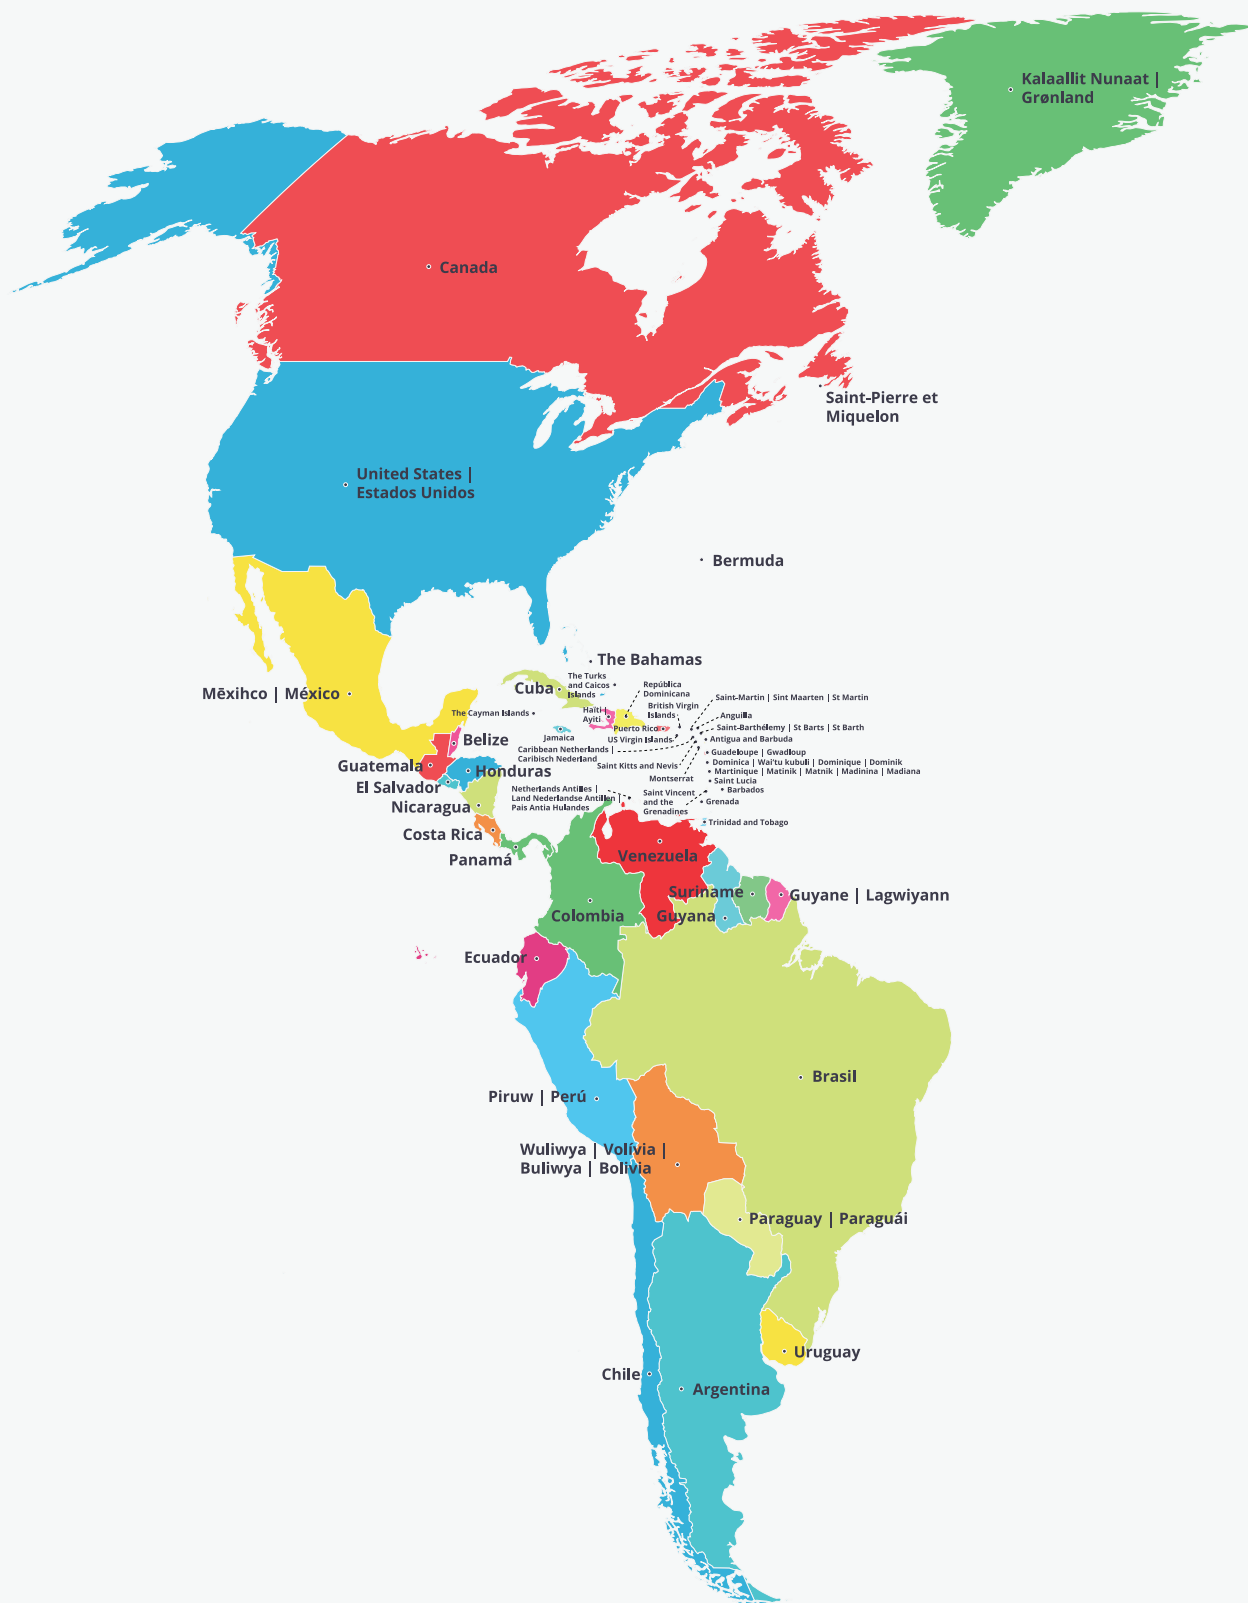 Kalaallit Nunaat |
Grønland
Canada
Saint-Pierre et
Miquelon
United States |
Estados Unidos
Bermuda
The Bahamas
The Turks
and Caicos
Islands
Cuba
República
Dominicana
Mēxihco | México
Saint-Martin | Sint Maarten | St Martin
British Virgin
Islands
The Cayman Islands
Haïti |
Ayiti
Anguilla
Puerto Rico
Saint-Barthélemy | St Barts | St Barth
Jamaica
US Virgin Islands
Antigua and Barbuda
Belize
Caribbean Netherlands |
Caribisch Nederland
Guadeloupe | Gwadloup
Guatemala
Saint Kitts and Nevis
Dominica | Wai'tu kubuli | Dominique | Dominik
Honduras
Martinique | Matinik | Matnik | Madinina | Madiana
Montserrat
Saint Lucia
El Salvador
Netherlands Antilles |
Land Nederlandse Antillen |
Pais Antia Hulandes
Saint Vincent
and the
Grenadines
Barbados
Grenada
Nicaragua
Trinidad and Tobago
Costa Rica
Panamá
Venezuela
Suriname
Guyane | Lagwiyann
Colombia
Guyana
Ecuador
Brasil
Piruw | Perú
Wuliwya | Volívia |
Buliwya | Bolivia
Paraguay | Paraguái
Uruguay
Chile
Argentina